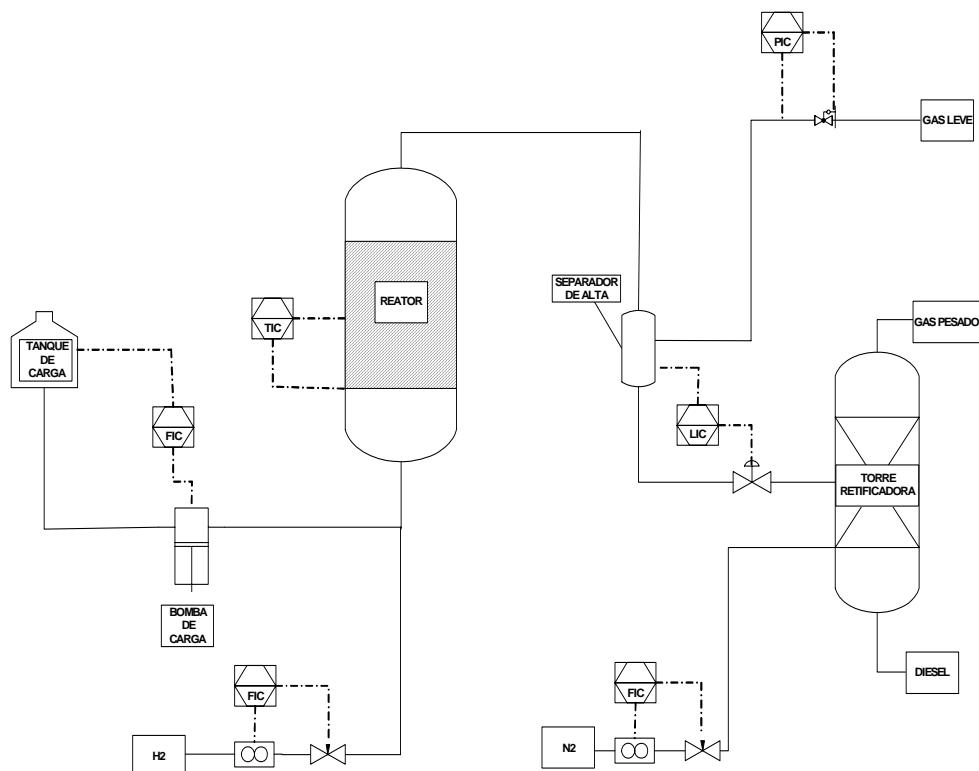 PIC
GAS LEVE
SEPARADOR
DE ALTA
REATOR
TIC
GAS PESADO
TANQUE
DE
CARGA
FIC
LIC
TORRE
RETIFICADORA
BOMBA
DE
CARGA
FIC
FIC
DIESEL
H2
N2